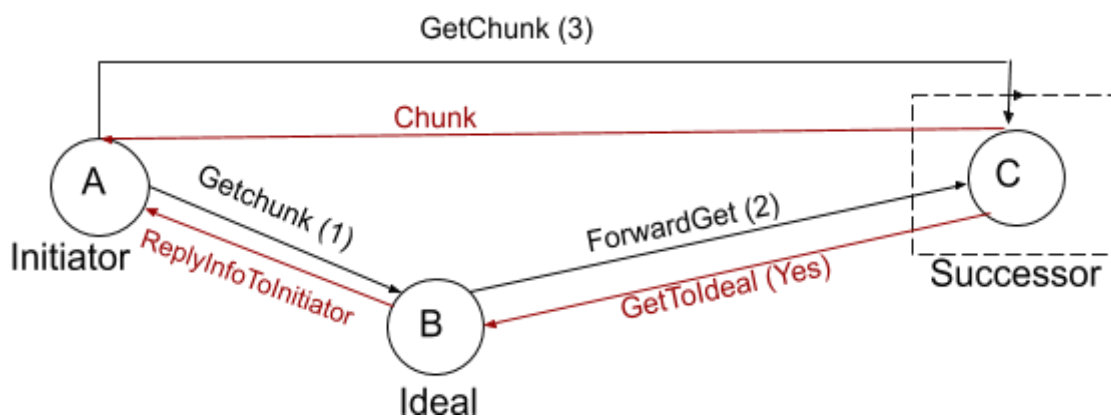 GetChunk (3)
Chunk
A
C
Getchunk (1)
ForwardGet (2)
Initiator
ReplyInfoToInitiator
GetToIdeal (Yes)
Successor
B
Ideal